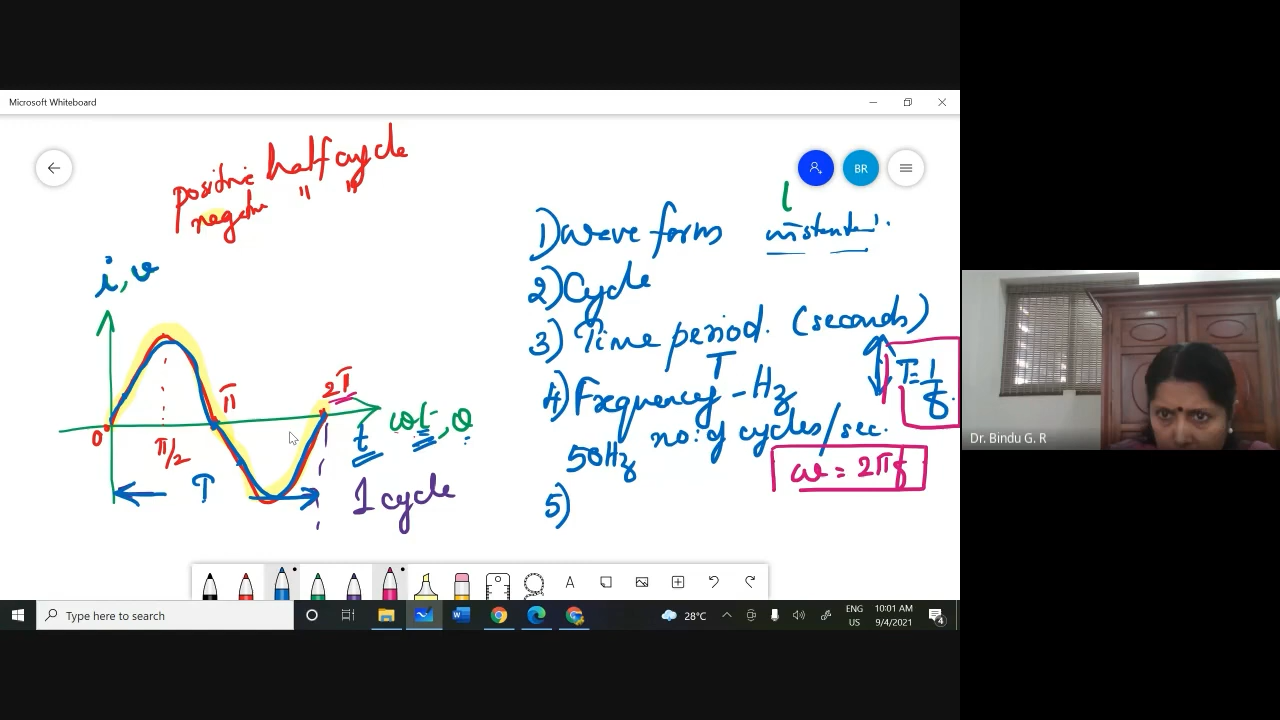 Microsoft Whiteboard
positive half cycle
negative " "
BR
1) Wave forms instantan.
2) Cycle
3) Time period. (seconds)
T
T = 1/f
4) Frequency - Hz
no: of cycles/sec.
50Hz
ω = 2πf
5)
i, v
0
π/2
π
2π
ωt, θ
t
T
1 cycle
Dr. Bindu G. R
A
Type here to search
28°C
ENG
US
10:01 AM
9/4/2021
4